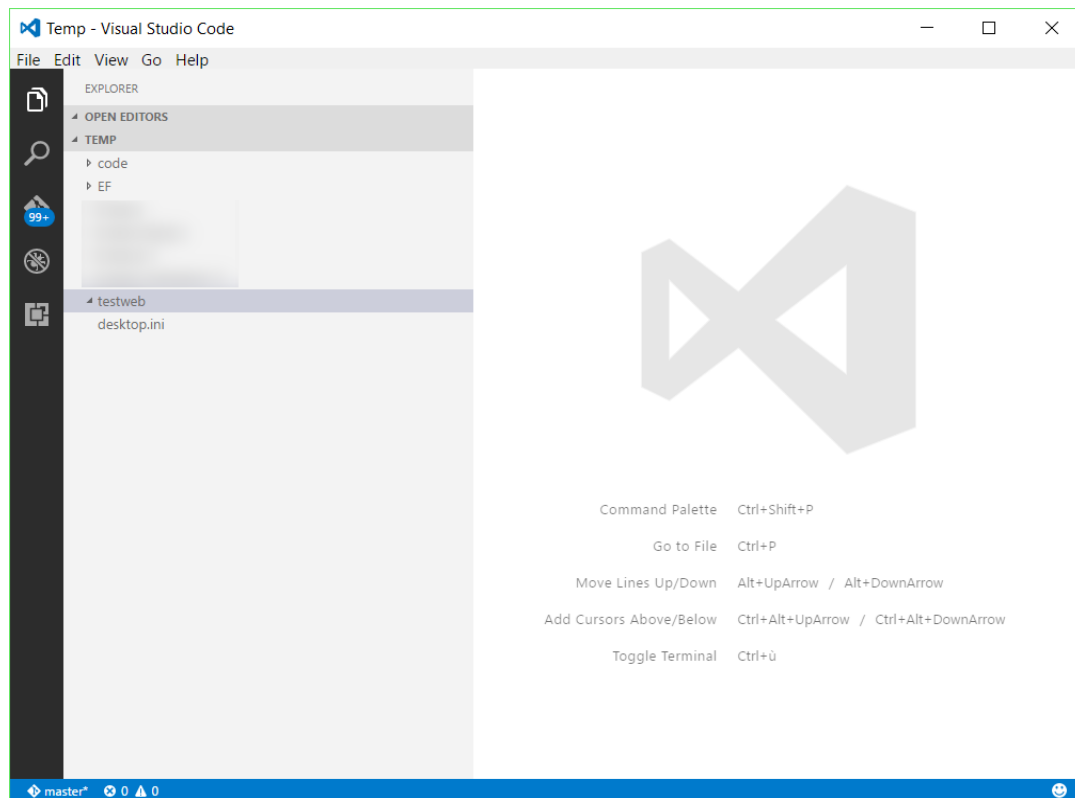 Temp - Visual Studio Code
File Edit View Go Help
EXPLORER
OPEN EDITORS
TEMP
code
EF
99+
testweb
desktop.ini
Command Palette Ctrl+Shift+P
Go to File Ctrl+P
Move Lines Up/Down Alt+UpArrow / Alt+DownArrow
Add Cursors Above/Below Ctrl+Alt+UpArrow / Ctrl+Alt+DownArrow
Toggle Terminal Ctrl+ù
master* 0 0